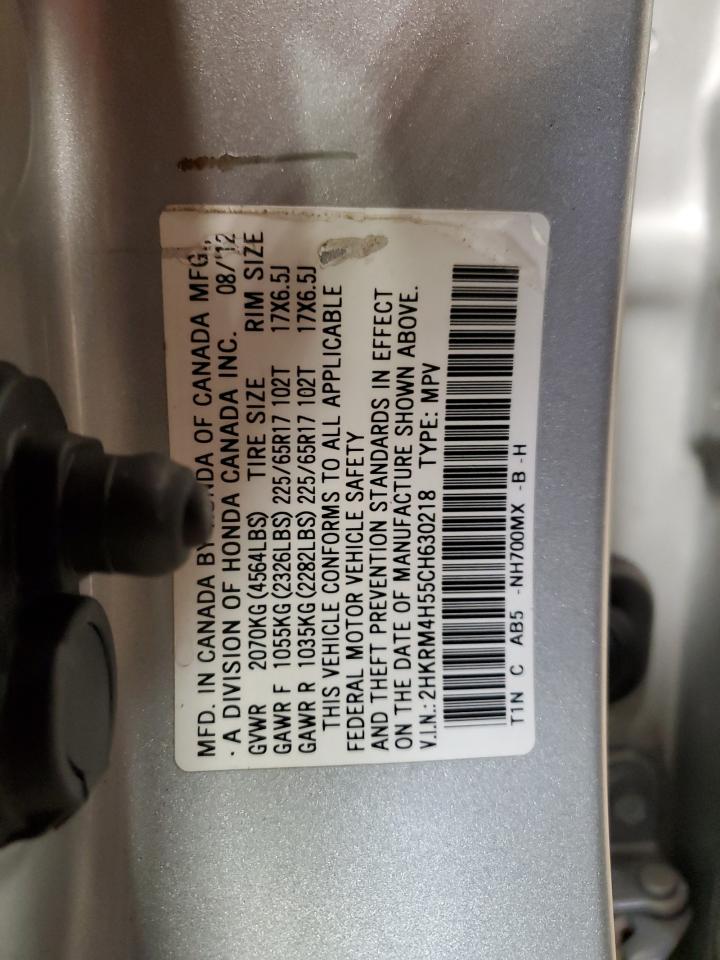 MFD. IN CANADA BY HONDA OF CANADA MFG.,
· A DIVISION OF HONDA CANADA INC. 08/'12
GVWR 2070KG (4564LBS) TIRE SIZE RIM SIZE
GAWR F 1055KG (2326LBS) 225/65R17 102T 17X6.5J
GAWR R 1035KG (2282LBS) 225/65R17 102T 17X6.5J
THIS VEHICLE CONFORMS TO ALL APPLICABLE
FEDERAL MOTOR VEHICLE SAFETY
AND THEFT PREVENTION STANDARDS IN EFFECT
ON THE DATE OF MANUFACTURE SHOWN ABOVE.
V.I.N.: 2HKRM4H55CH630218 TYPE: MPV
T1N C AB5 -NH700MX -B -H